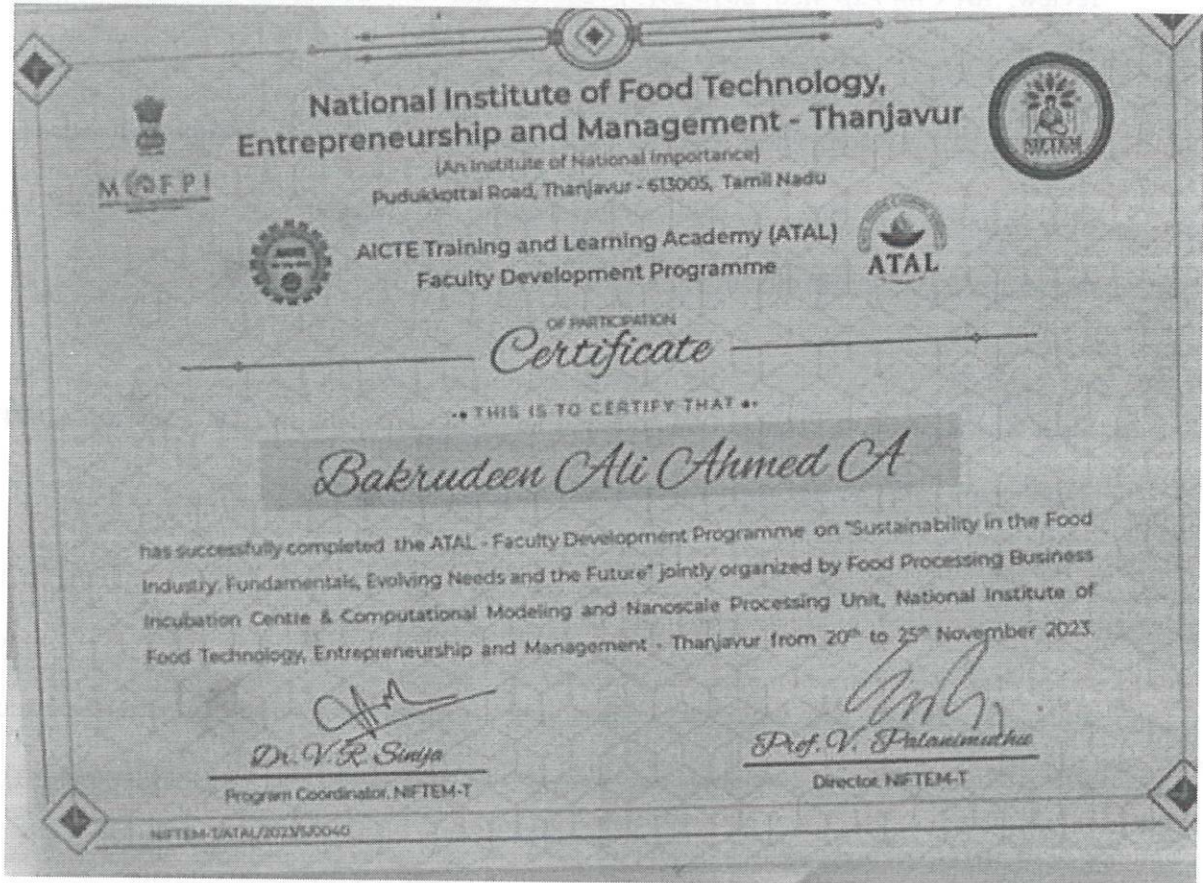 National Institute of Food Technology,
Entrepreneurship and Management - Thanjavur
(An Institute of National Importance)
Pudukkottai Road, Thanjavur - 613005, Tamil Nadu
MOFPI
NIFTEM
AICTE Training and Learning Academy (ATAL)
Faculty Development Programme
ATAL
OF PARTICIPATION
Certificate
THIS IS TO CERTIFY THAT
Bakrudeen Ali Ahmed A
has successfully completed the ATAL - Faculty Development Programme on "Sustainability in the Food
Industry: Fundamentals, Evolving Needs and the Future" jointly organized by Food Processing Business
Incubation Centre & Computational Modeling and Nanoscale Processing Unit, National Institute of
Food Technology, Entrepreneurship and Management - Thanjavur from 20th to 25th November 2023.
Dr. V. R. Sinija
Program Coordinator, NIFTEM-T
Prof. V. Palanimuthu
Director, NIFTEM-T